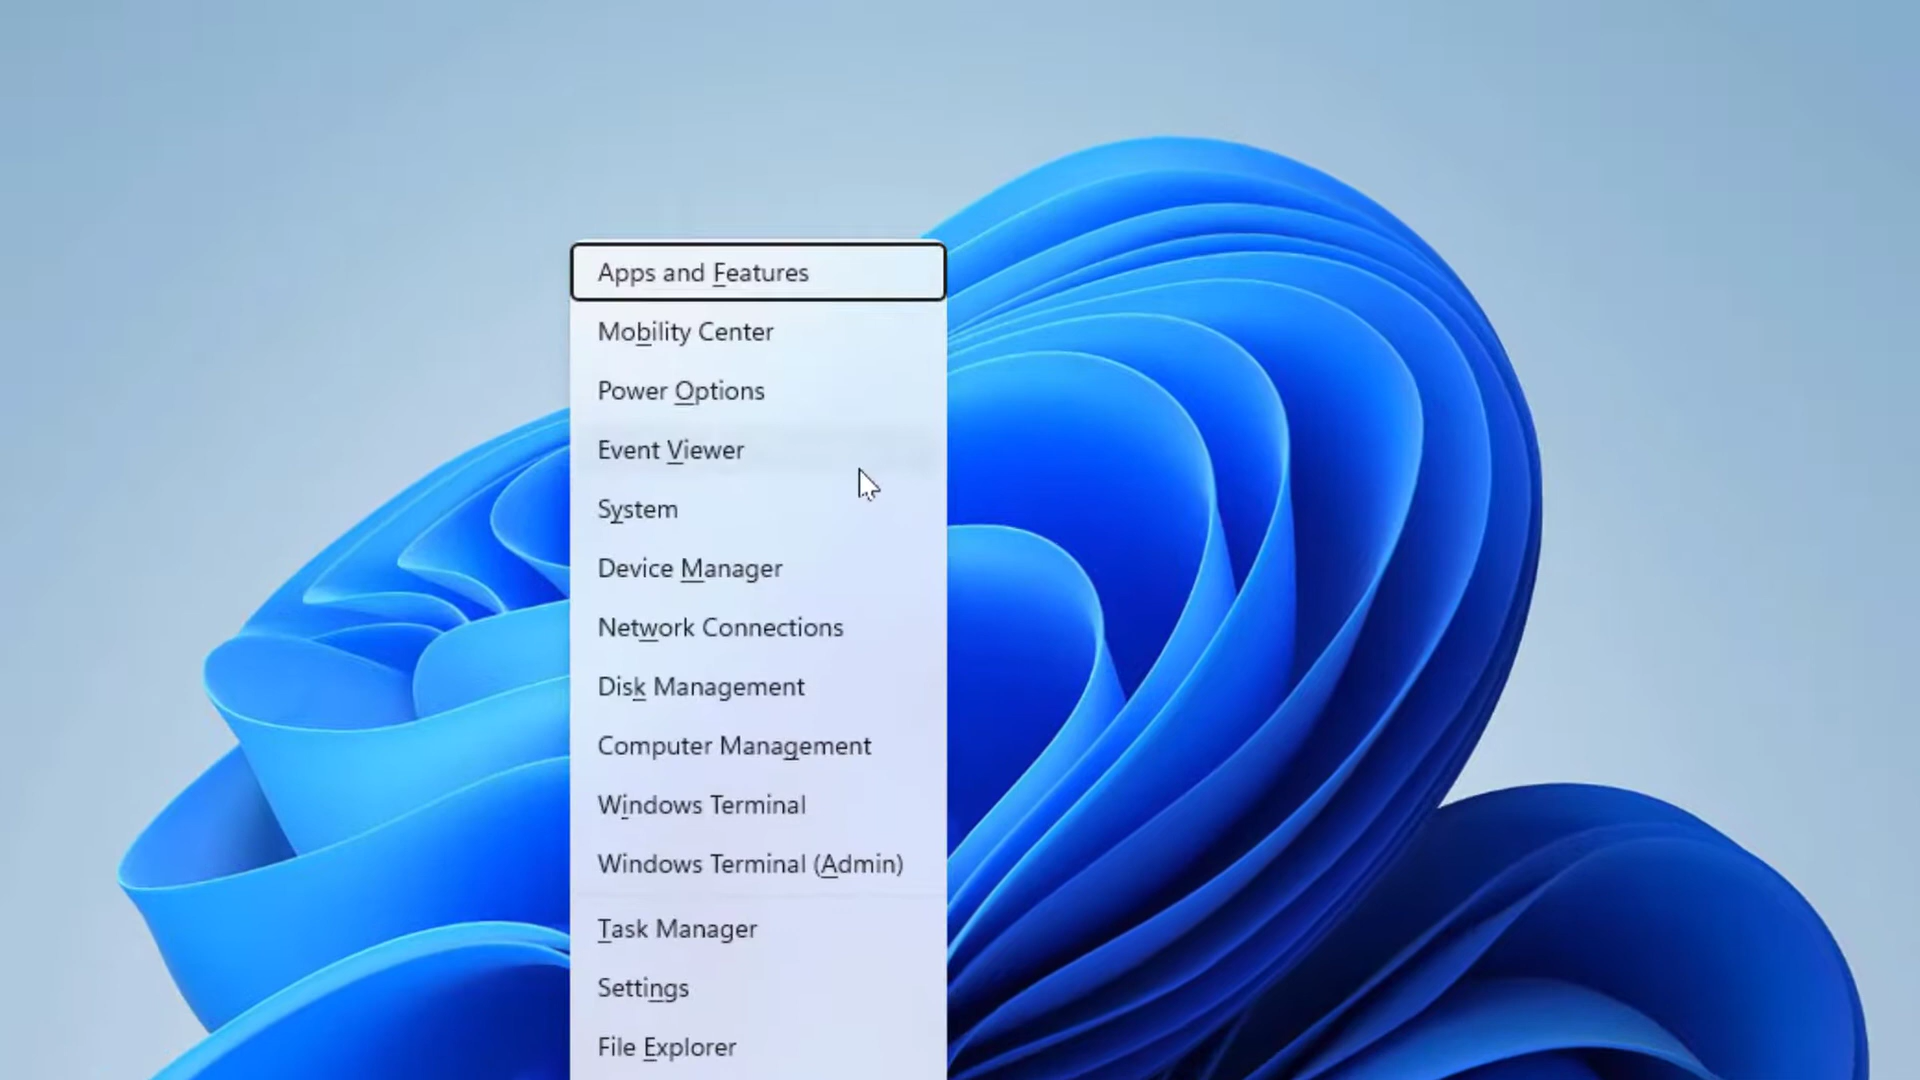 Apps and Features
Mobility Center
Power Options
Event Viewer
System
Device Manager
Network Connections
Disk Management
Computer Management
Windows Terminal
Windows Terminal (Admin)
Task Manager
Settings
File Explorer